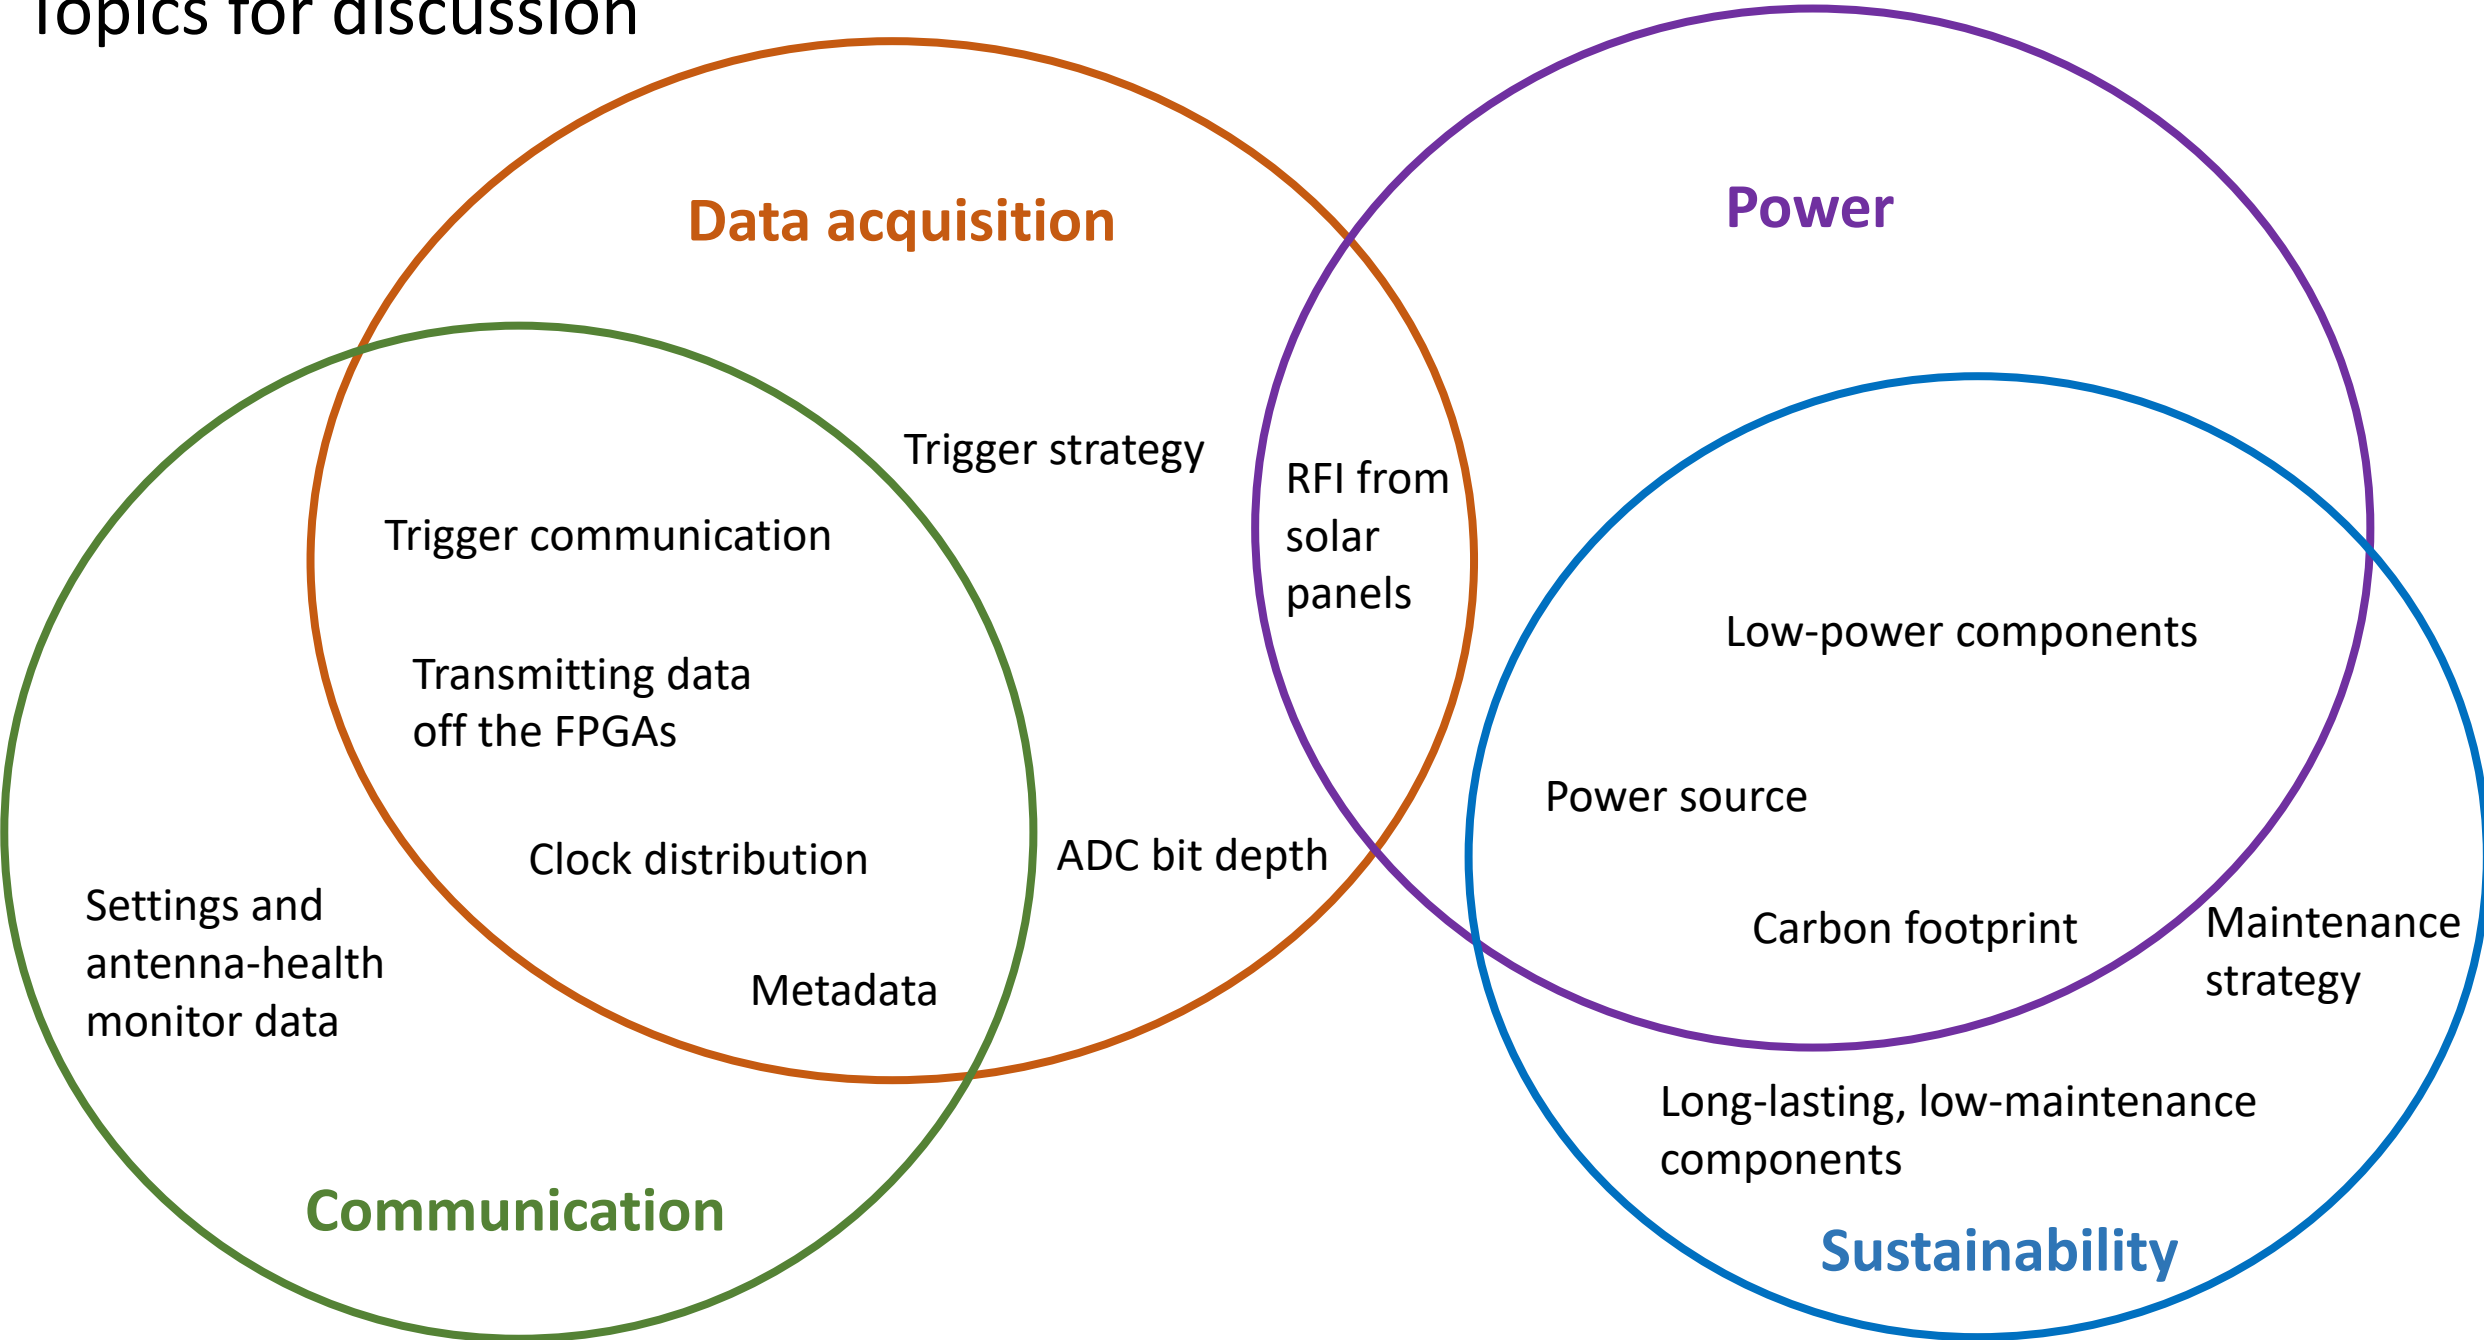 Topics for discussion
Data acquisition
Power
Trigger strategy
RFI from
solar
panels
Trigger communication
Low-power components
Transmitting data
off the FPGAs
Power source
Clock distribution
ADC bit depth
Settings and
antenna-health
monitor data
Carbon footprint
Maintenance
strategy
Metadata
Long-lasting, low-maintenance
components
Communication
Sustainability